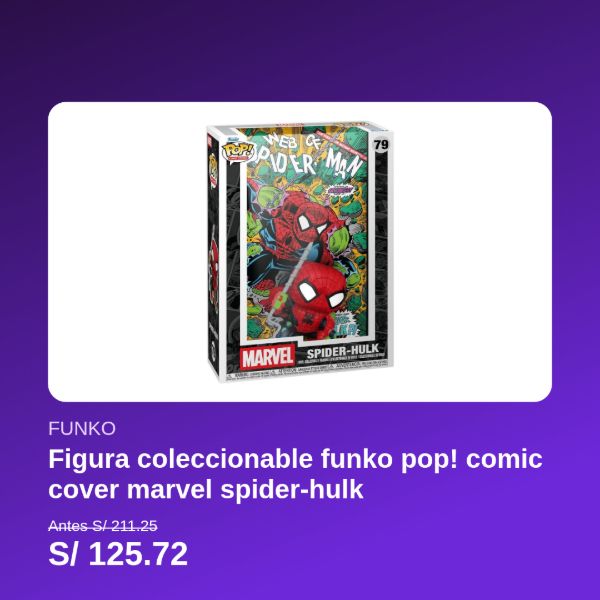 POP!
WEB OF
SPIDER-MAN
79
MARVEL
SPIDER-HULK
FUNKO
Figura coleccionable funko pop! comic
cover marvel spider-hulk
Antes S/ 211.25
S/ 125.72